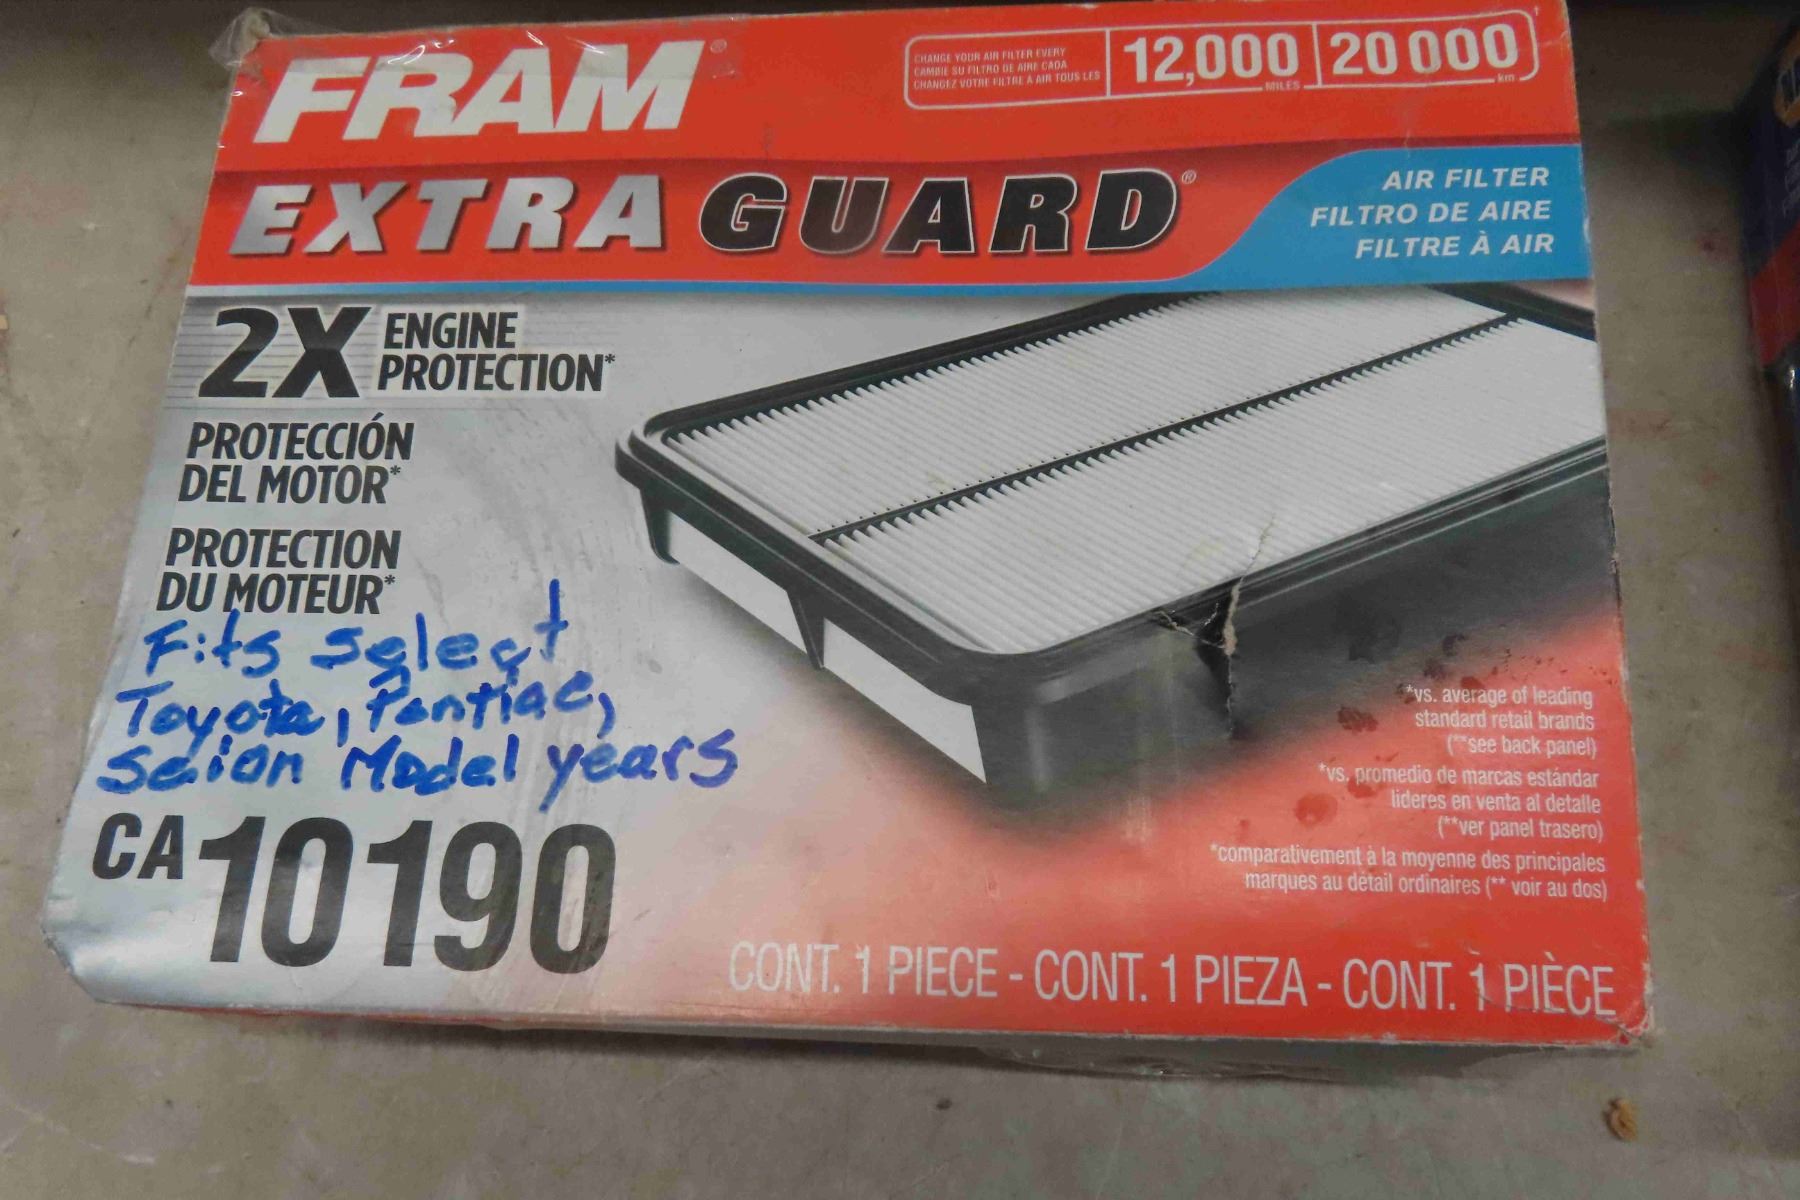 FRAM®
CHANGE YOUR AIR FILTER EVERY
CAMBIE SU FILTRO DE AIRE CADA
CHANGEZ VOTRE FILTRE À AIR TOUS LES
12,000 MILES
20 000 km†
EXTRA GUARD®
AIR FILTER
FILTRO DE AIRE
FILTRE À AIR
2X ENGINE
PROTECTION*
PROTECCIÓN
DEL MOTOR*
PROTECTION
DU MOTEUR*
Fits Select
Toyota, Pontiac,
Scion Model years
CA10190
*vs. average of leading
standard retail brands
(**see back panel)
*vs. promedio de marcas estándar
lideres en venta al detalle
(**ver panel trasero)
*comparativement à la moyenne des principales
marques au détail ordinaires (** voir au dos)
CONT. 1 PIECE - CONT. 1 PIEZA - CONT. 1 PIÈCE